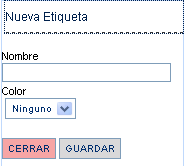 Nueva Etiqueta
Nombre
Color
Ninguno
CERRAR GUARDAR